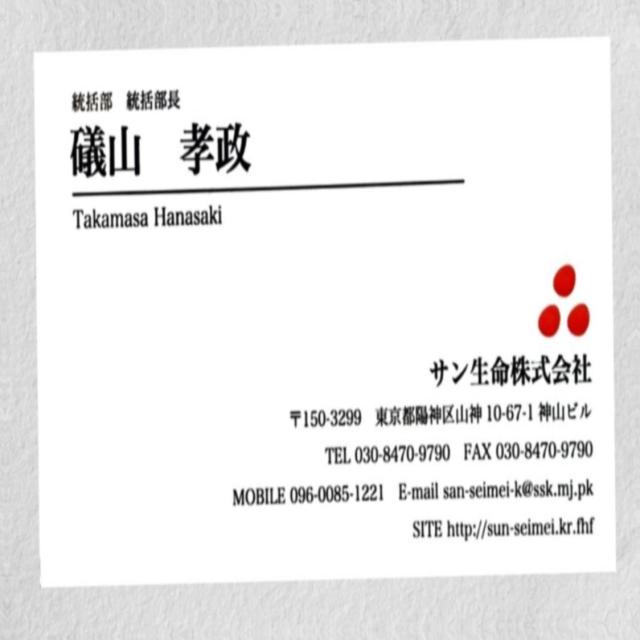 統括部　統括部長
礒山　孝政
Takamasa Hanasaki
サン生命株式会社
〒150-3299　東京都陽神区山神 10-67-1 神山ビル
TEL 030-8470-9790　FAX 030-8470-9790
MOBILE 096-0085-1221　E-mail san-seimei-k@ssk.mj.pk
SITE http://sun-seimei.kr.fhf